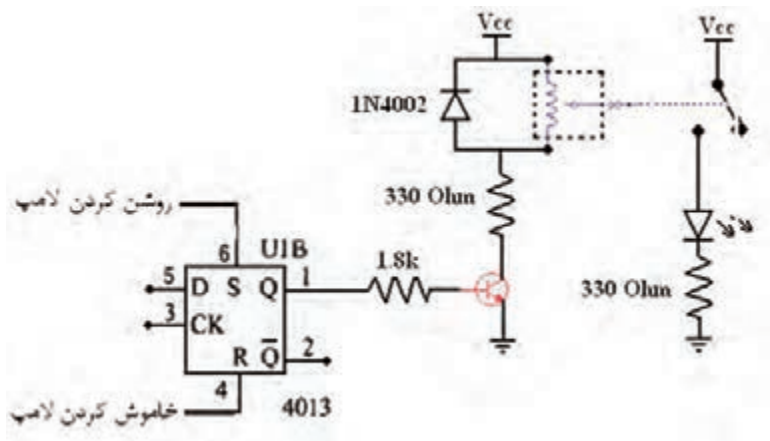 Vcc
Vcc
1N4002
330 Ohm
روشن کردن لامپ
6
U1B
1.8k
5
D
S
Q
1
3
CK
330 Ohm
R
Q̅
2
4
4013
خاموش کردن لامپ